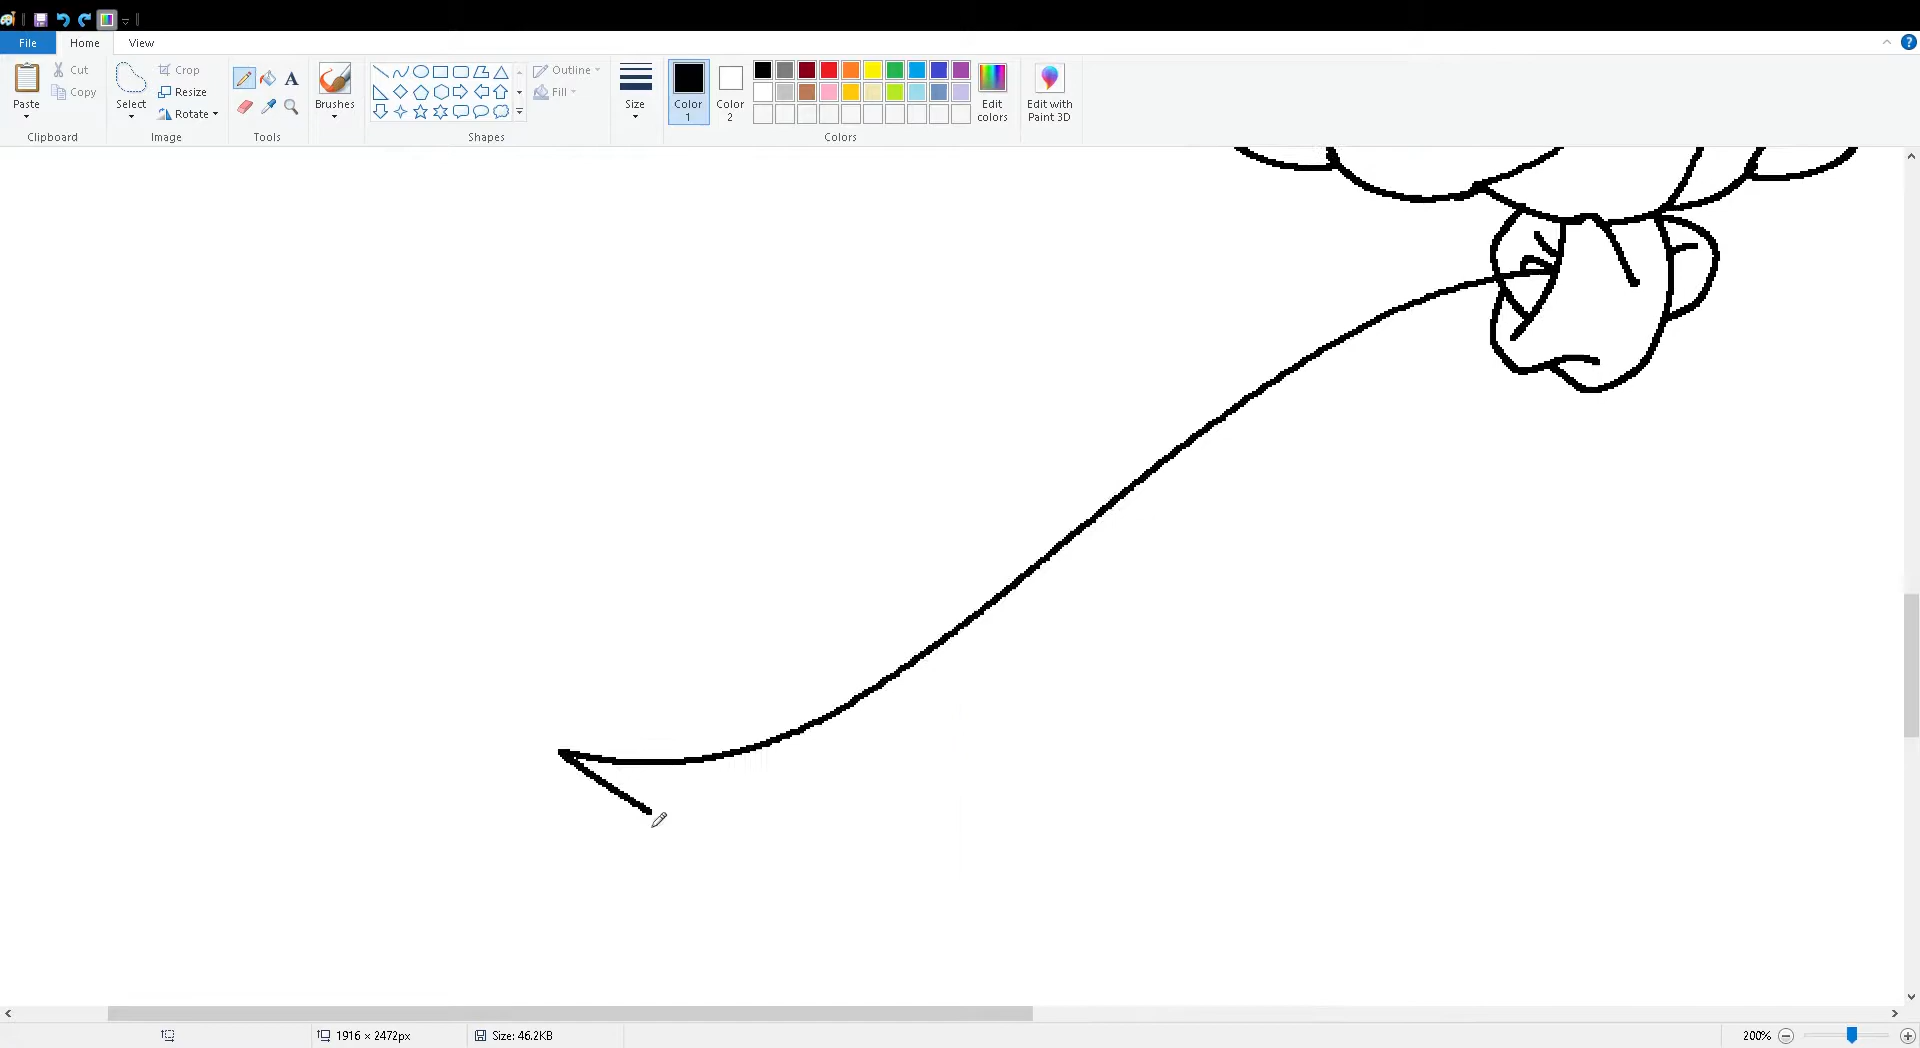 File Home View
Paste Cut Copy Clipboard
Select Crop Resize Rotate Image
A Tools
Brushes
Outline Fill Shapes
Size
Color 1 Color 2 Edit colors Colors
Edit with Paint 3D
1916 × 2472px Size: 46.2KB 200%